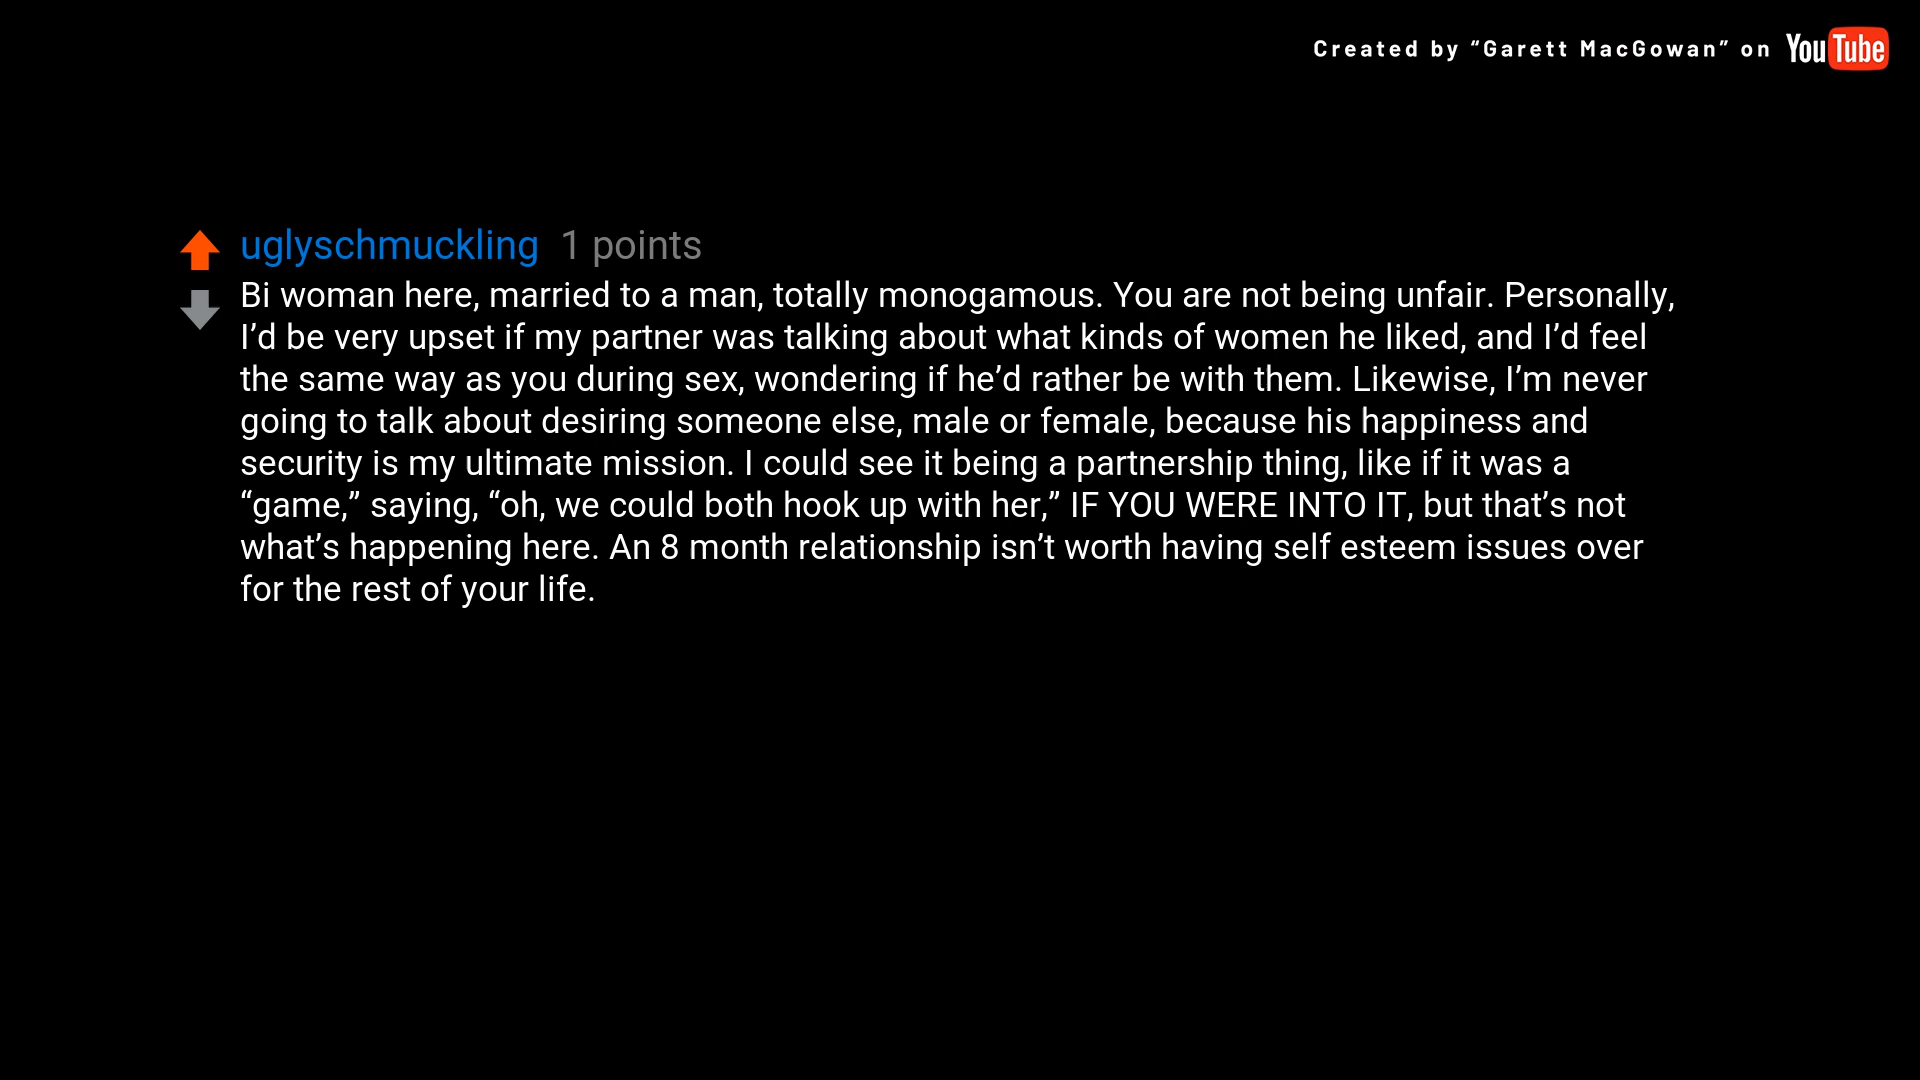 Created by “Garett MacGowan” on YouTube
uglyschmuckling 1 points
Bi woman here, married to a man, totally monogamous. You are not being unfair. Personally,
I’d be very upset if my partner was talking about what kinds of women he liked, and I’d feel
the same way as you during sex, wondering if he’d rather be with them. Likewise, I’m never
going to talk about desiring someone else, male or female, because his happiness and
security is my ultimate mission. I could see it being a partnership thing, like if it was a
“game,” saying, “oh, we could both hook up with her,” IF YOU WERE INTO IT, but that’s not
what’s happening here. An 8 month relationship isn’t worth having self esteem issues over
for the rest of your life.